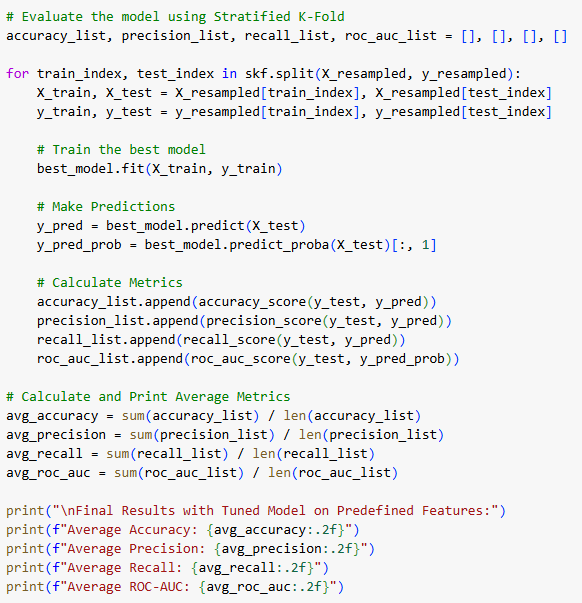 # Evaluate the model using Stratified K-Fold
accuracy_list, precision_list, recall_list, roc_auc_list = [], [], [], []

for train_index, test_index in skf.split(X_resampled, y_resampled):
    X_train, X_test = X_resampled[train_index], X_resampled[test_index]
    y_train, y_test = y_resampled[train_index], y_resampled[test_index]

    # Train the best model
    best_model.fit(X_train, y_train)

    # Make Predictions
    y_pred = best_model.predict(X_test)
    y_pred_prob = best_model.predict_proba(X_test)[:, 1]

    # Calculate Metrics
    accuracy_list.append(accuracy_score(y_test, y_pred))
    precision_list.append(precision_score(y_test, y_pred))
    recall_list.append(recall_score(y_test, y_pred))
    roc_auc_list.append(roc_auc_score(y_test, y_pred_prob))

# Calculate and Print Average Metrics
avg_accuracy = sum(accuracy_list) / len(accuracy_list)
avg_precision = sum(precision_list) / len(precision_list)
avg_recall = sum(recall_list) / len(recall_list)
avg_roc_auc = sum(roc_auc_list) / len(roc_auc_list)

print("\nFinal Results with Tuned Model on Predefined Features:")
print(f"Average Accuracy: {avg_accuracy:.2f}")
print(f"Average Precision: {avg_precision:.2f}")
print(f"Average Recall: {avg_recall:.2f}")
print(f"Average ROC-AUC: {avg_roc_auc:.2f}")